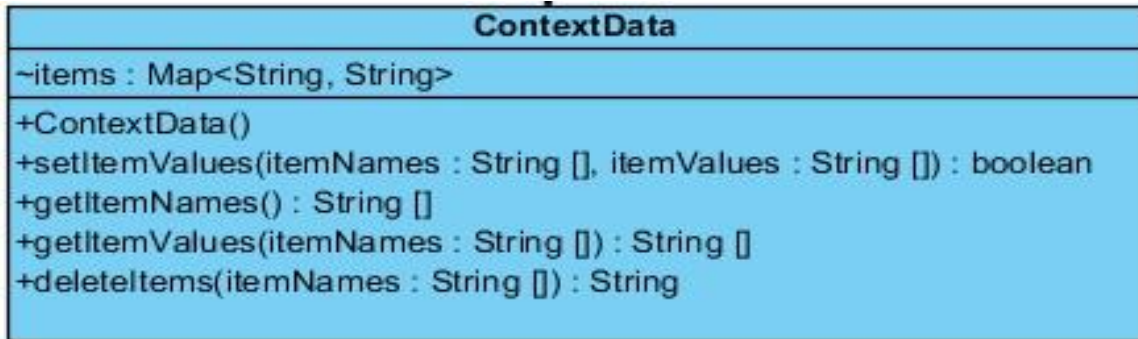 ContextData
~items : Map<String, String>
+ContextData()
+setItemValues(itemNames : String [], itemValues : String []) : boolean
+getItemNames() : String []
+getItemValues(itemNames : String []) : String []
+deleteItems(itemNames : String []) : String